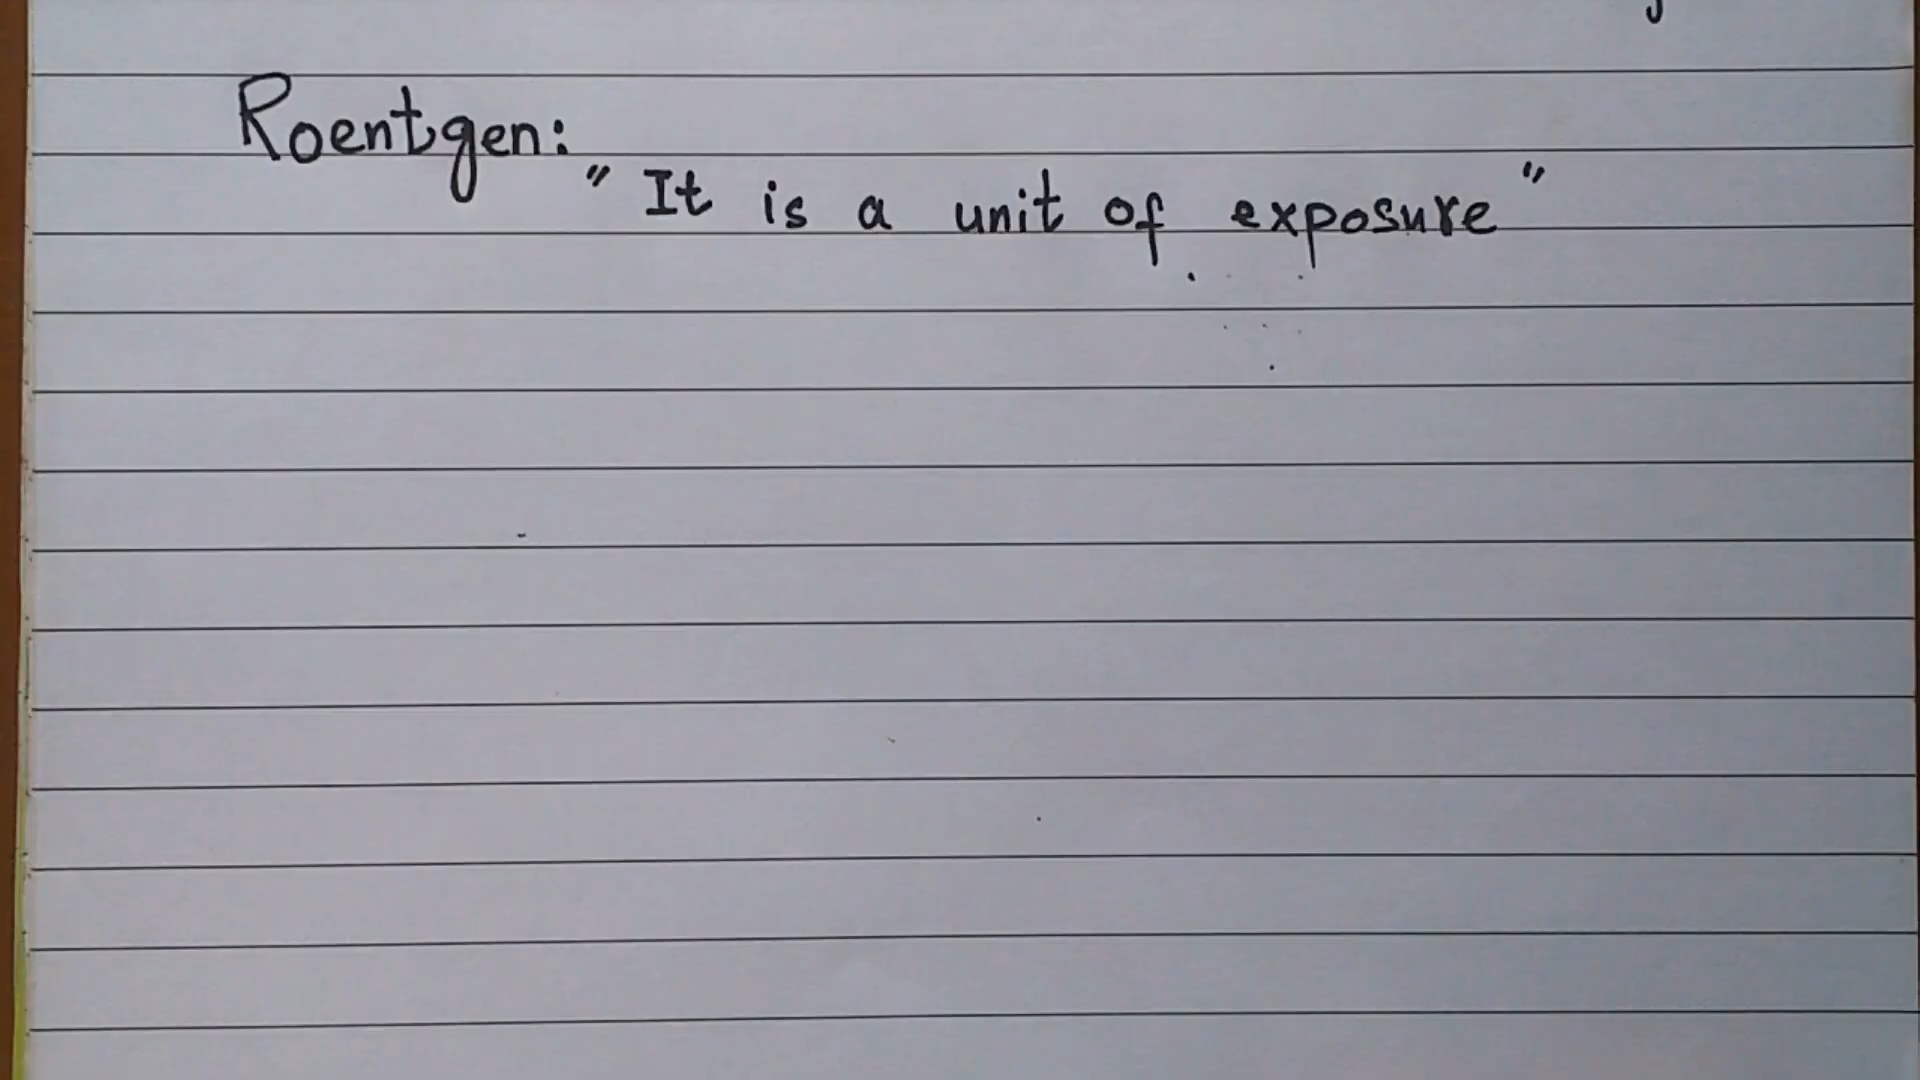 Roentgen:
" It is a unit of exposure "